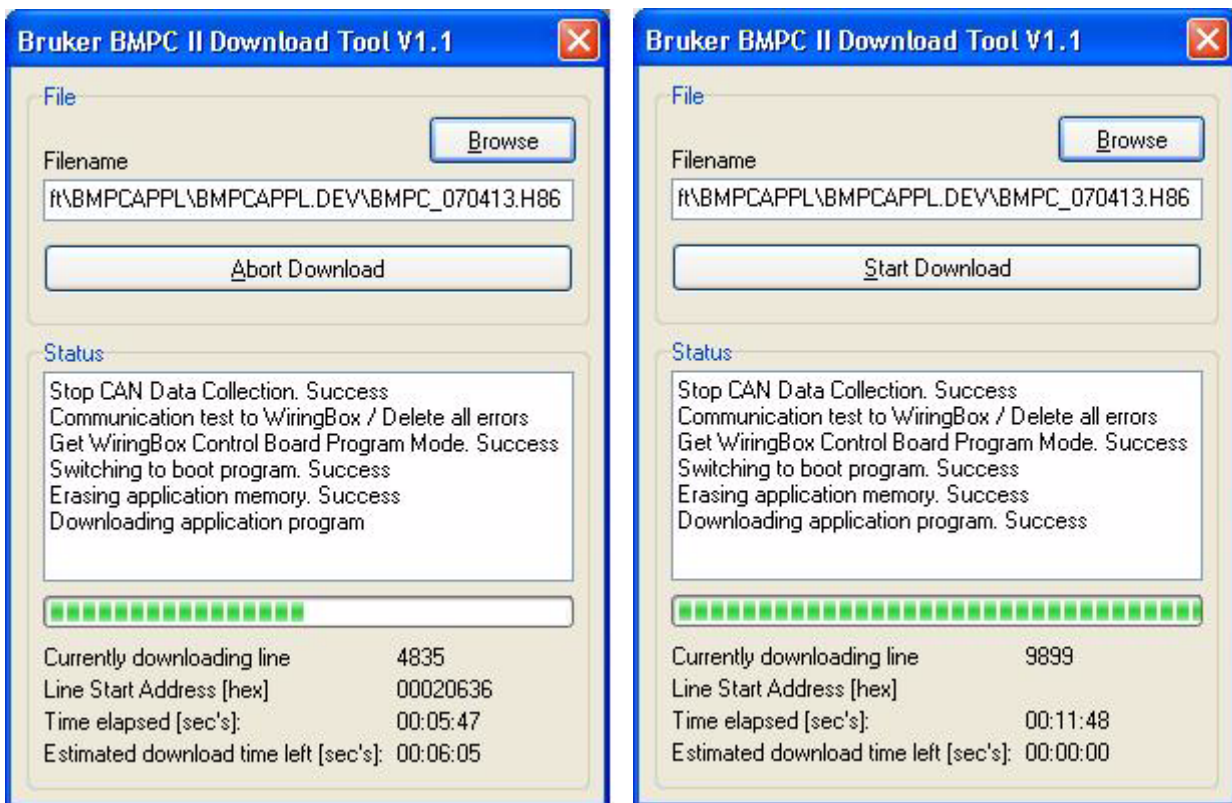 Bruker BMPC II Download Tool V1.1
File
Browse
Filename
ft\BMPCAPPL\BMPCAPPL.DEV\BMPC_070413.H86
Abort Download
Status
Stop CAN Data Collection. Success
Communication test to WiringBox / Delete all errors
Get WiringBox Control Board Program Mode. Success
Switching to boot program. Success
Erasing application memory. Success
Downloading application program
Currently downloading line 4835
Line Start Address [hex] 00020636
Time elapsed [sec's]: 00:05:47
Estimated download time left [sec's]: 00:06:05
Bruker BMPC II Download Tool V1.1
File
Browse
Filename
ft\BMPCAPPL\BMPCAPPL.DEV\BMPC_070413.H86
Start Download
Status
Stop CAN Data Collection. Success
Communication test to WiringBox / Delete all errors
Get WiringBox Control Board Program Mode. Success
Switching to boot program. Success
Erasing application memory. Success
Downloading application program. Success
Currently downloading line 9899
Line Start Address [hex]
Time elapsed [sec's]: 00:11:48
Estimated download time left [sec's]: 00:00:00